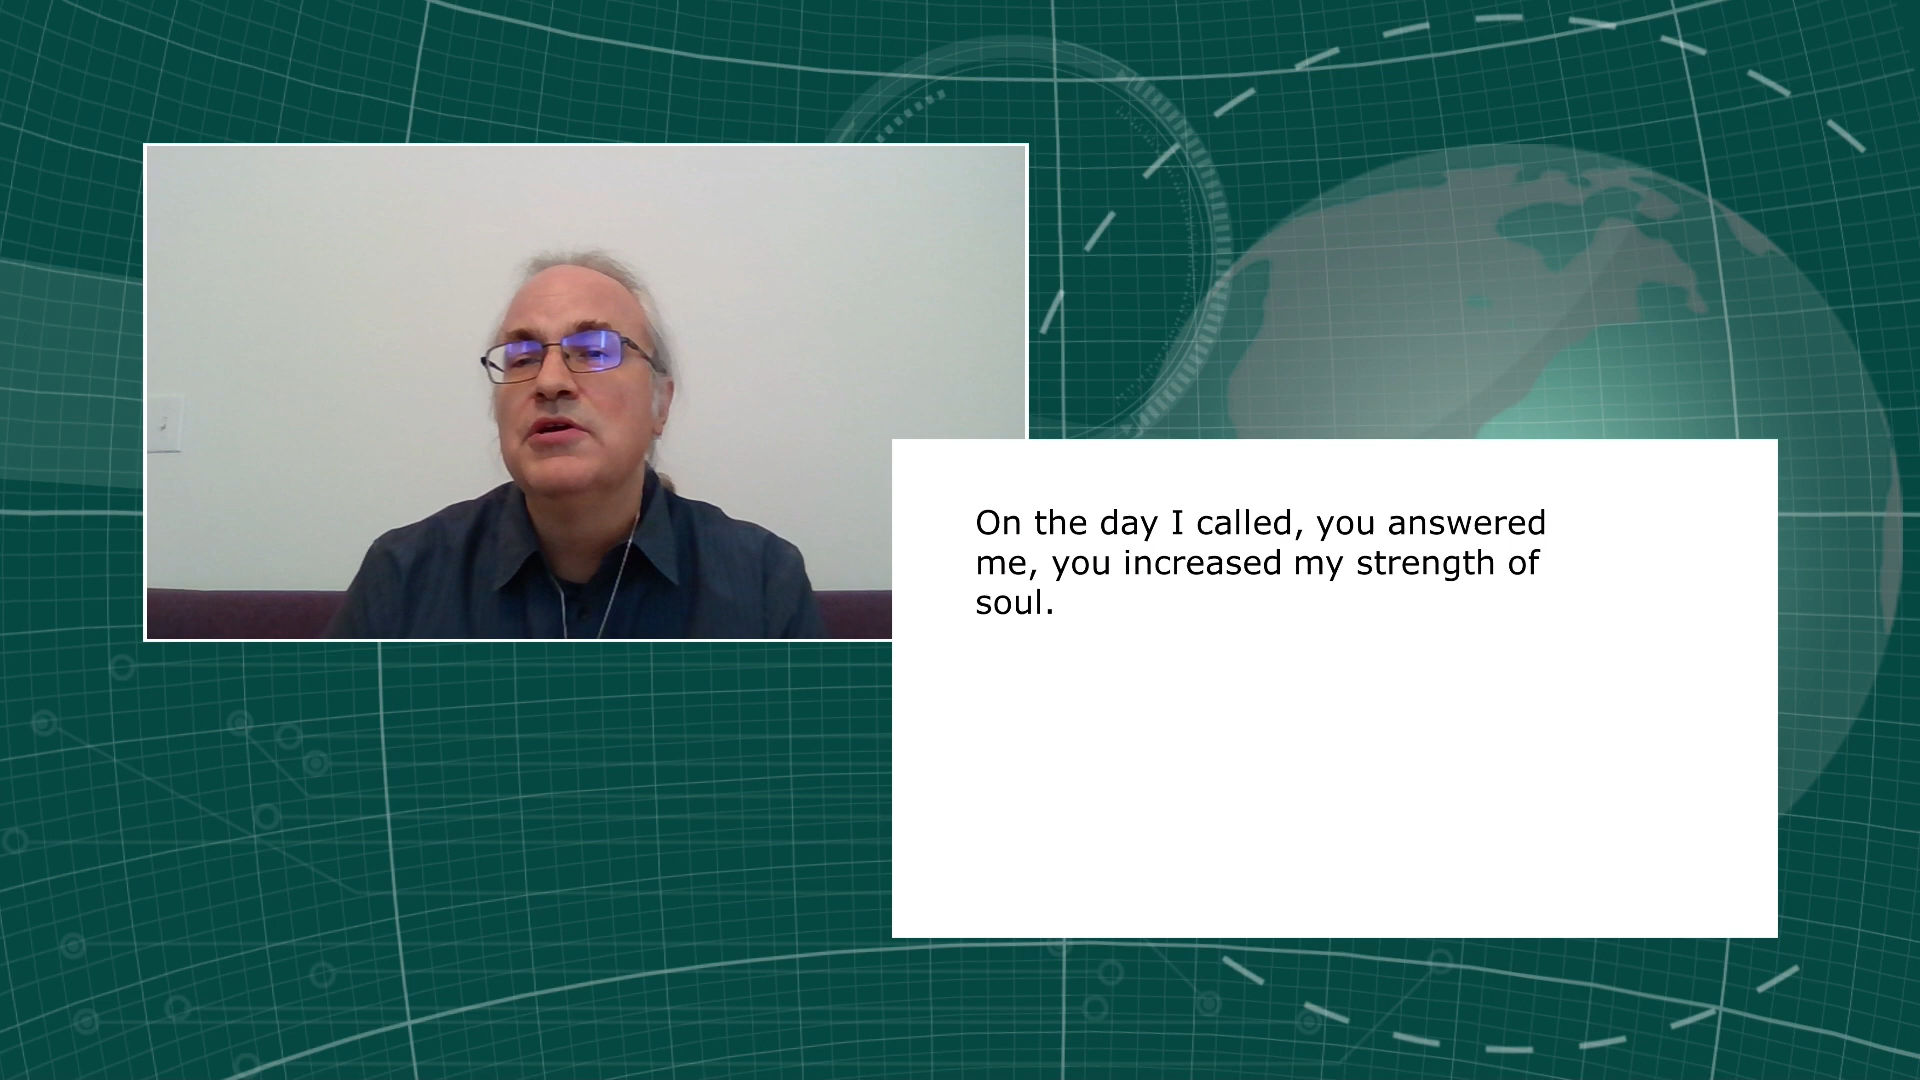 On the day I called, you answered
me, you increased my strength of
soul.